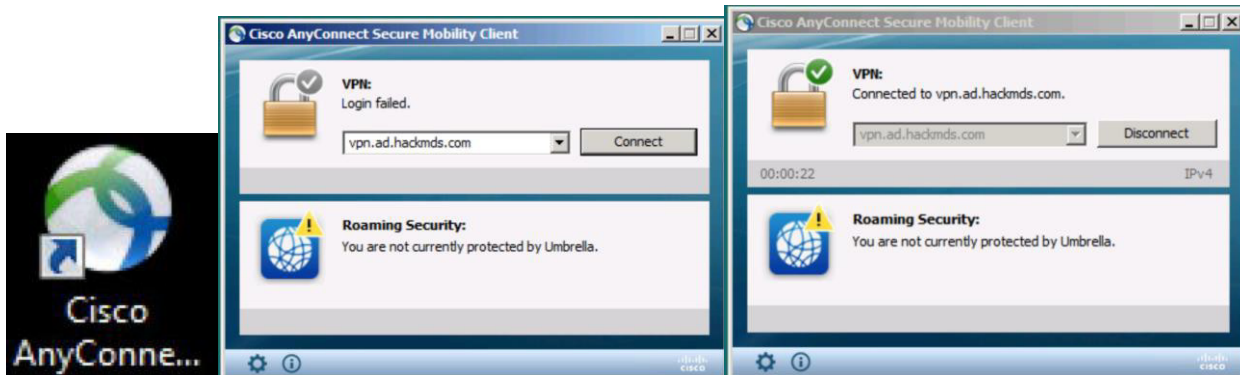 Cisco
AnyConne...
Cisco AnyConnect Secure Mobility Client
VPN:
Login failed.
vpn.ad.hackmds.com
Connect
Roaming Security:
You are not currently protected by Umbrella.
cisco
Cisco AnyConnect Secure Mobility Client
VPN:
Connected to vpn.ad.hackmds.com.
vpn.ad.hackmds.com
Disconnect
00:00:22
IPv4
Roaming Security:
You are not currently protected by Umbrella.
cisco